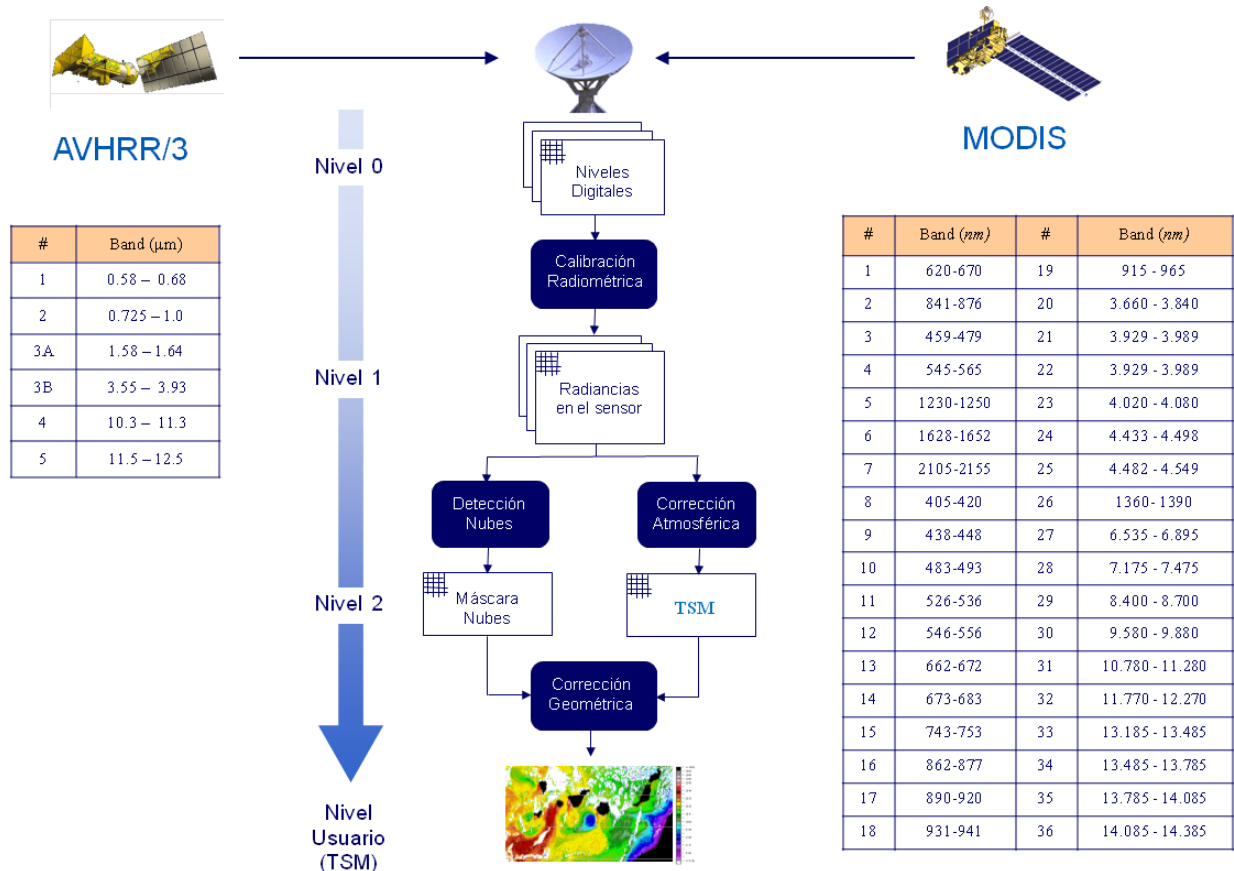 AVHRR/3
# Band (μm)
1 0.58 – 0.68
2 0.725 – 1.0
3A 1.58 – 1.64
3B 3.55 – 3.93
4 10.3 – 11.3
5 11.5 – 12.5
Nivel 0
Nivel 1
Nivel 2
Nivel
Usuario
(TSM)
Niveles
Digitales
Calibración
Radiométrica
Radiancias
en el sensor
Detección
Nubes
Corrección
Atmosférica
Máscara
Nubes
TSM
Corrección
Geométrica
MODIS
# Band (nm) # Band (nm)
1 620-670 19 915 - 965
2 841-876 20 3.660 - 3.840
3 459-479 21 3.929 - 3.989
4 545-565 22 3.929 - 3.989
5 1230-1250 23 4.020 - 4.080
6 1628-1652 24 4.433 - 4.498
7 2105-2155 25 4.482 - 4.549
8 405-420 26 1360-1390
9 438-448 27 6.535 - 6.895
10 483-493 28 7.175 - 7.475
11 526-536 29 8.400 - 8.700
12 546-556 30 9.580 - 9.880
13 662-672 31 10.780 - 11.280
14 673-683 32 11.770 - 12.270
15 743-753 33 13.185 - 13.485
16 862-877 34 13.485 - 13.785
17 890-920 35 13.785 - 14.085
18 931-941 36 14.085 - 14.385